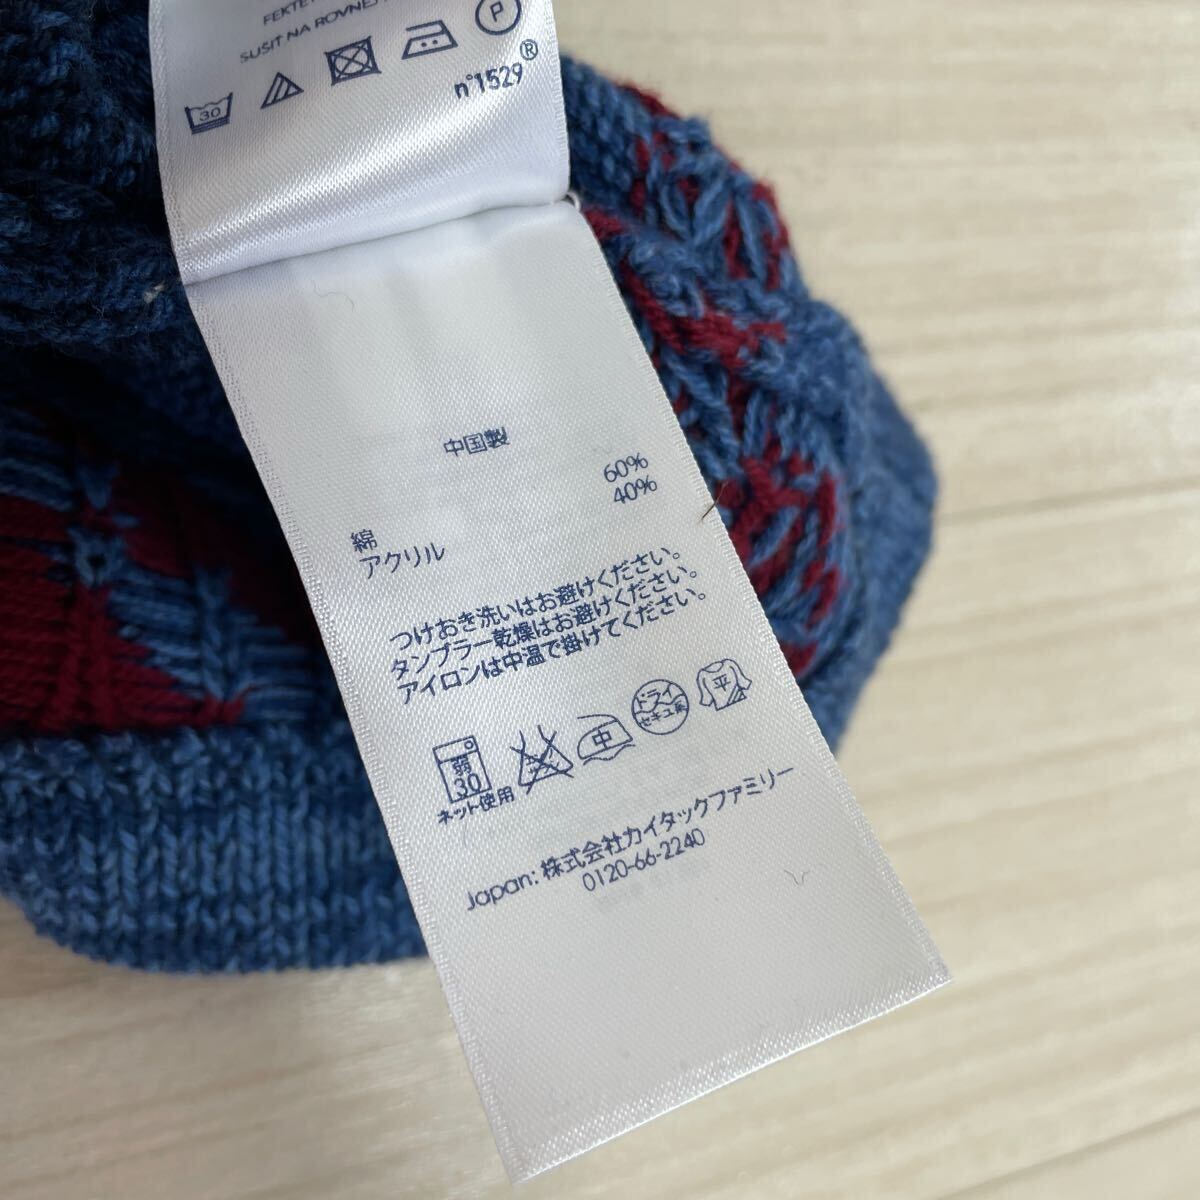 SUSIT NA ROVNEJ
P
30
n°1529®
中国製
綿 60%
アクリル 40%
つけおき洗いはお避けください。
タンブラー乾燥はお避けください。
アイロンは中温で掛けてください。
弱 30 中 ドライ セキユ系 平
ネット使用
Japan: 株式会社カイタックファミリー
0120-66-2240